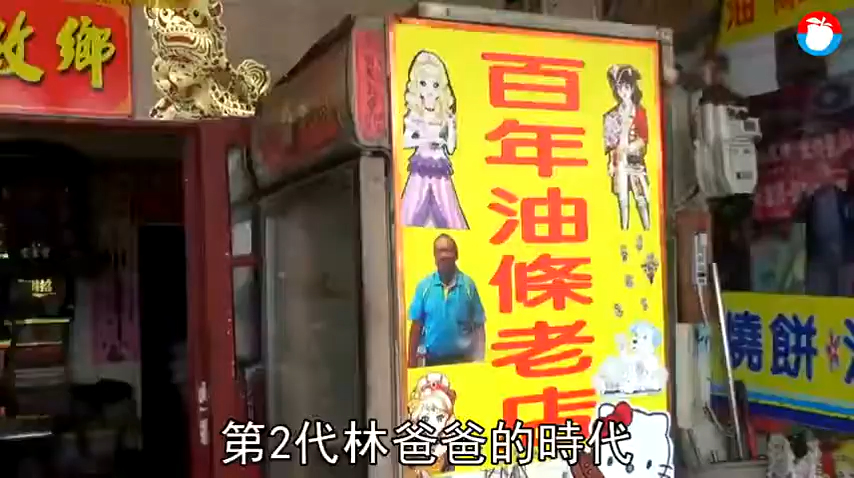 故鄉
百年油條老店
燒餅
油
第2代林爸爸的時代